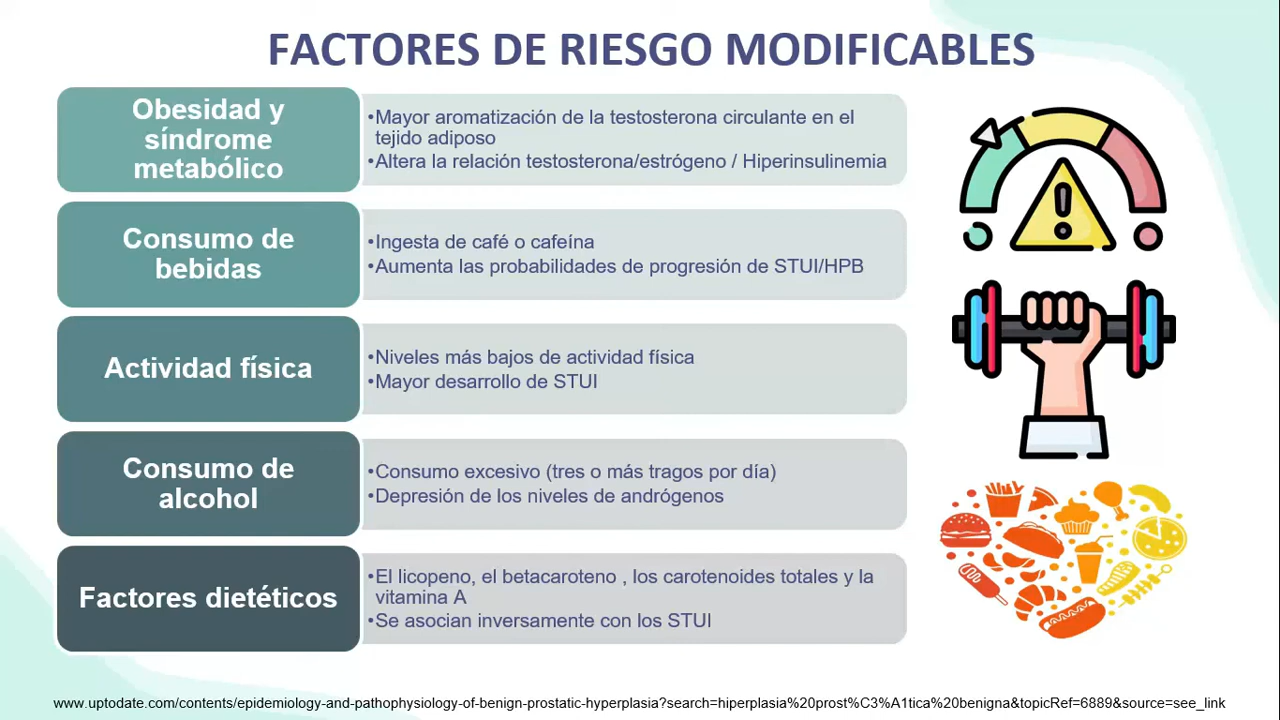 FACTORES DE RIESGO MODIFICABLES
Obesidad y
síndrome
metabólico
•Mayor aromatización de la testosterona circulante en el
tejido adiposo
•Altera la relación testosterona/estrógeno / Hiperinsulinemia
Consumo de
bebidas
•Ingesta de café o cafeína
•Aumenta las probabilidades de progresión de STUI/HPB
Actividad física
•Niveles más bajos de actividad física
•Mayor desarrollo de STUI
Consumo de
alcohol
•Consumo excesivo (tres o más tragos por día)
•Depresión de los niveles de andrógenos
Factores dietéticos
•El licopeno, el betacaroteno , los carotenoides totales y la
vitamina A
•Se asocian inversamente con los STUI
www.uptodate.com/contents/epidemiology-and-pathophysiology-of-benign-prostatic-hyperplasia?search=hiperplasia%20prost%C3%A1tica%20benigna&topicRef=6889&source=see_link